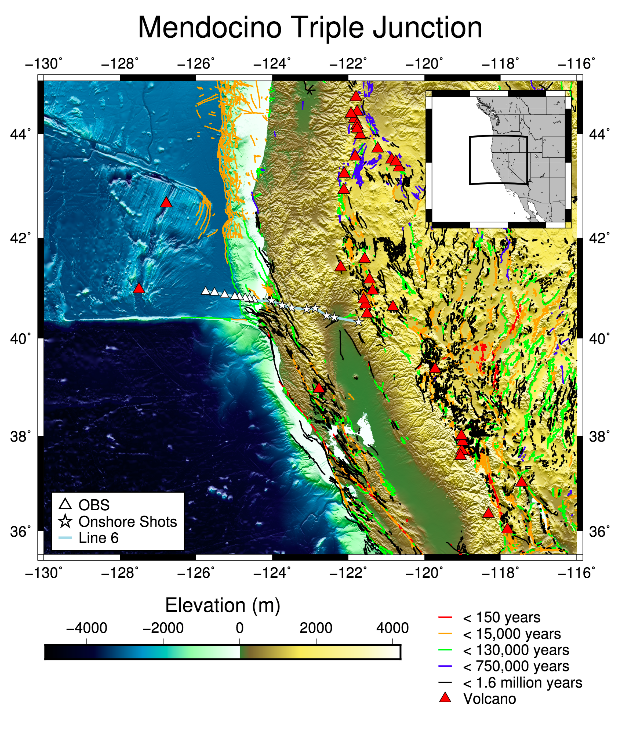 Mendocino Triple Junction
−130° −128° −126° −124° −122° −120° −118° −116°
44° 44°
42° 42°
40° 40°
38° 38°
36° 36°
OBS
Onshore Shots
Line 6
−130° −128° −126° −124° −122° −120° −118° −116°
Elevation (m)
−4000 −2000 0 2000 4000
< 150 years
< 15,000 years
< 130,000 years
< 750,000 years
< 1.6 million years
Volcano